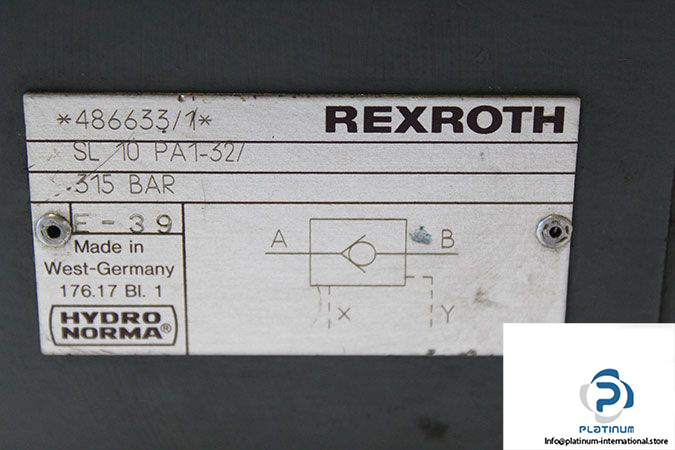 *486633/1*
REXROTH
SL 10 PA1-32/
315 BAR
E-39
Made in
West-Germany
176.17 Bl. 1
HYDRO
NORMA®
A
B
X
Y
PLATINUM
INTERNATIONAL
info@platinum-international.store